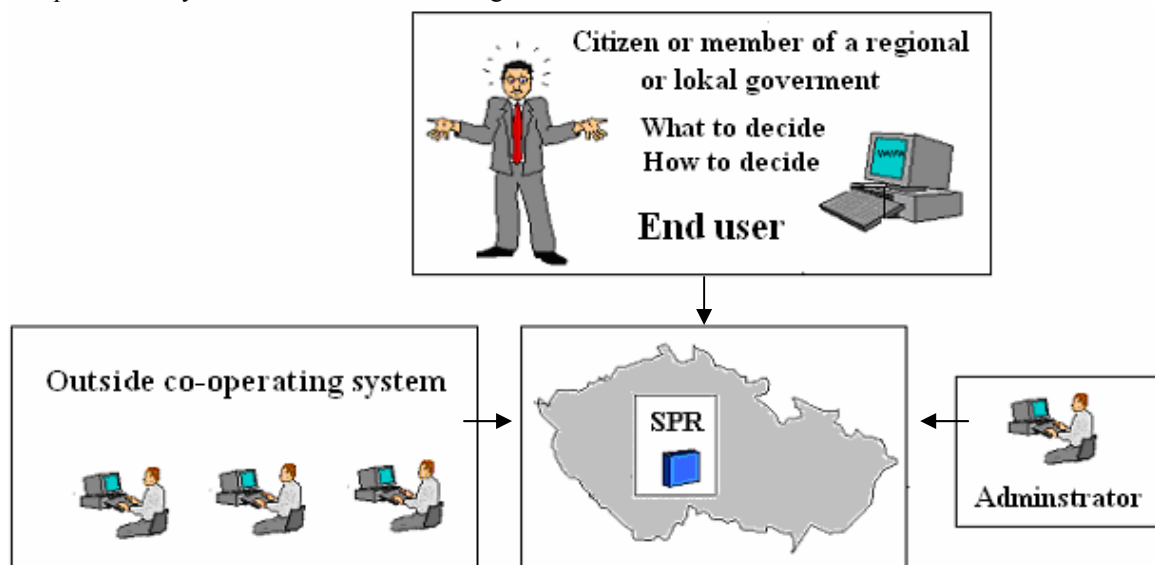 Citizen or member of a regional
or lokal goverment
What to decide
How to decide
End user
Outside co-operating system
SPR
Adminstrator